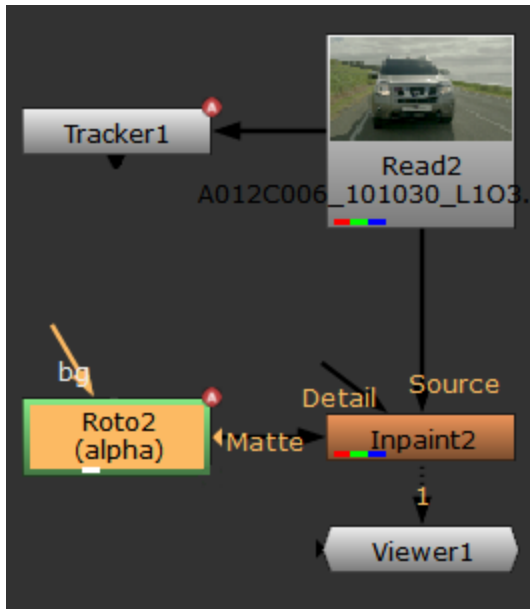 A
Tracker1
Read2
A012C006_101030_L1O3.
bg
Detail
Source
A
Roto2
(alpha)
Matte
Inpaint2
1
Viewer1